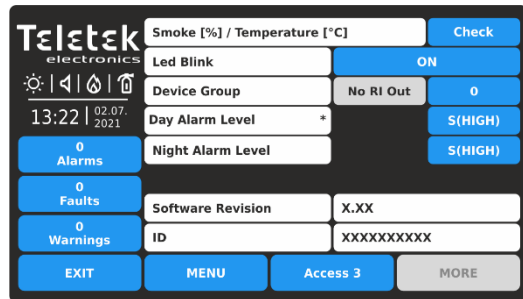 Teletek
electronics
13:22 02.07.
2021
0
Alarms
0
Faults
0
Warnings
Smoke [%] / Temperature [°C] Check
Led Blink ON
Device Group No RI Out 0
Day Alarm Level * S(HIGH)
Night Alarm Level S(HIGH)
Software Revision X.XX
ID XXXXXXXXXX
EXIT MENU Access 3 MORE